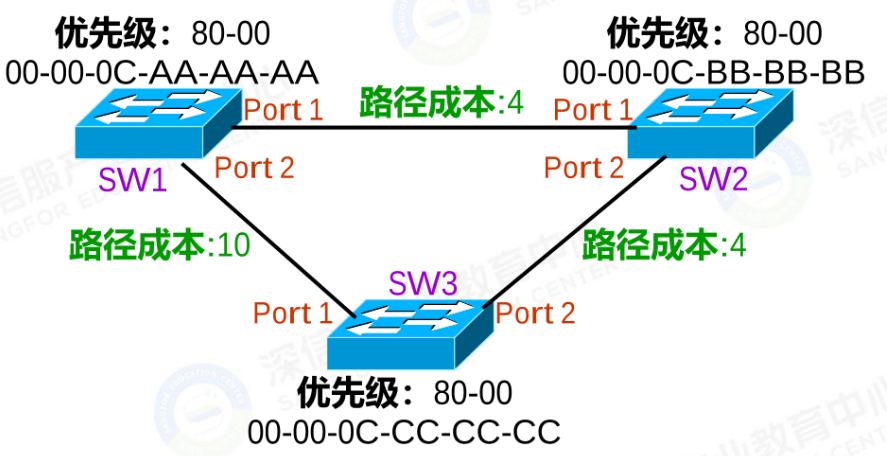 优先级：80-00
00-00-0C-AA-AA-AA
优先级：80-00
00-00-0C-BB-BB-BB
Port 1
路径成本:4
Port 1
Port 2
SW1
Port 2
SW2
路径成本:10
路径成本:4
SW3
Port 1
Port 2
优先级：80-00
00-00-0C-CC-CC-CC